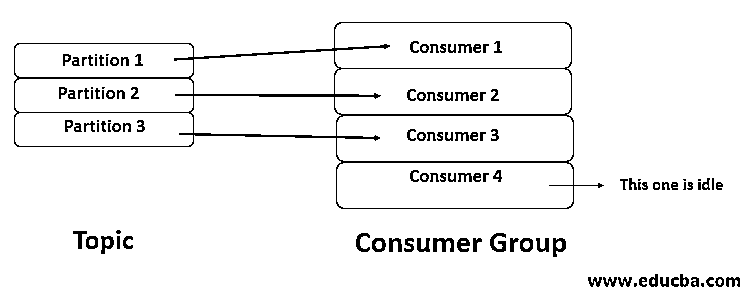 Partition 1
Partition 2
Partition 3
Topic
Consumer 1
Consumer 2
Consumer 3
Consumer 4
This one is idle
Consumer Group
www.educba.com